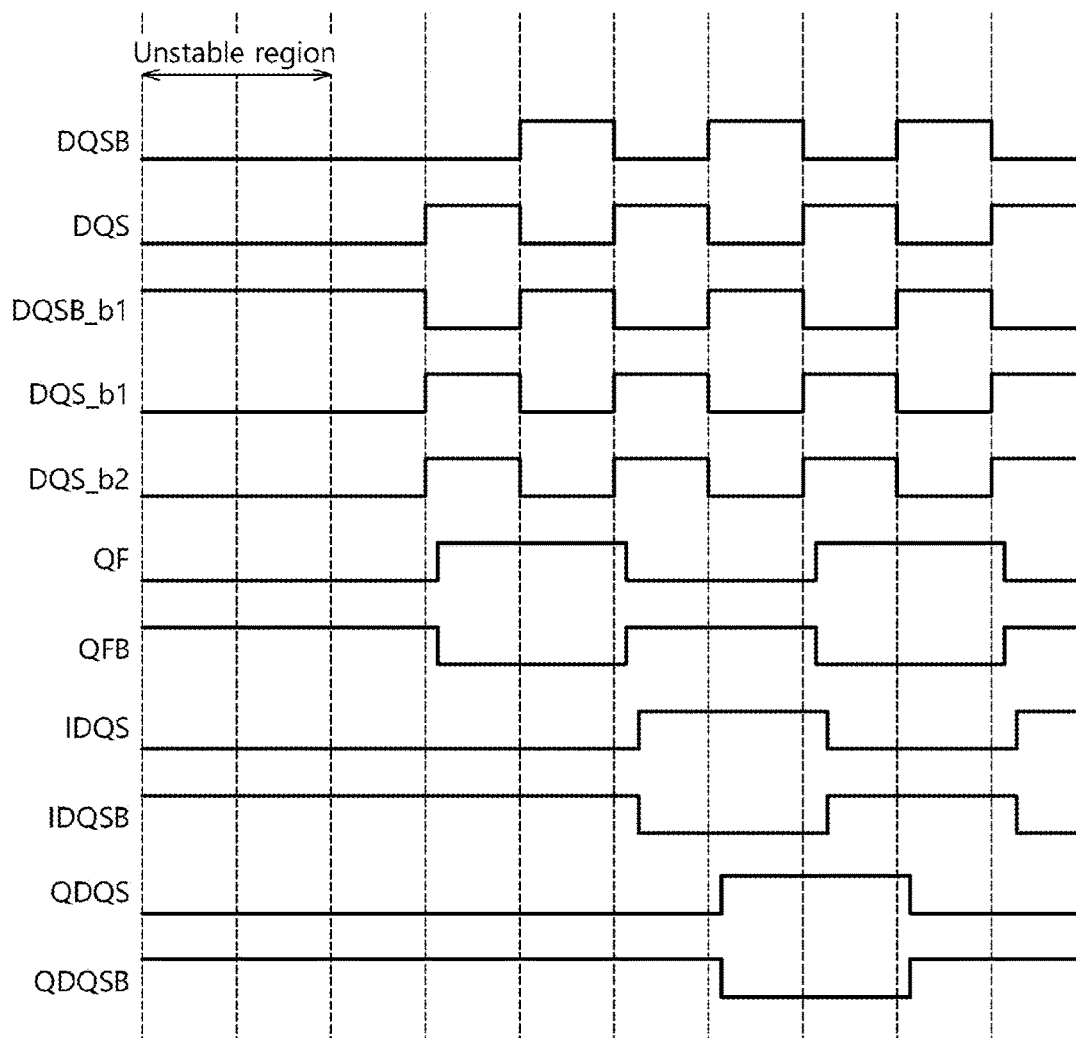 Unstable region
DQSB
DQS
DQSB_b1
DQS_b1
DQS_b2
QF
QFB
IDQS
IDQSB
QDQS
QDQSB